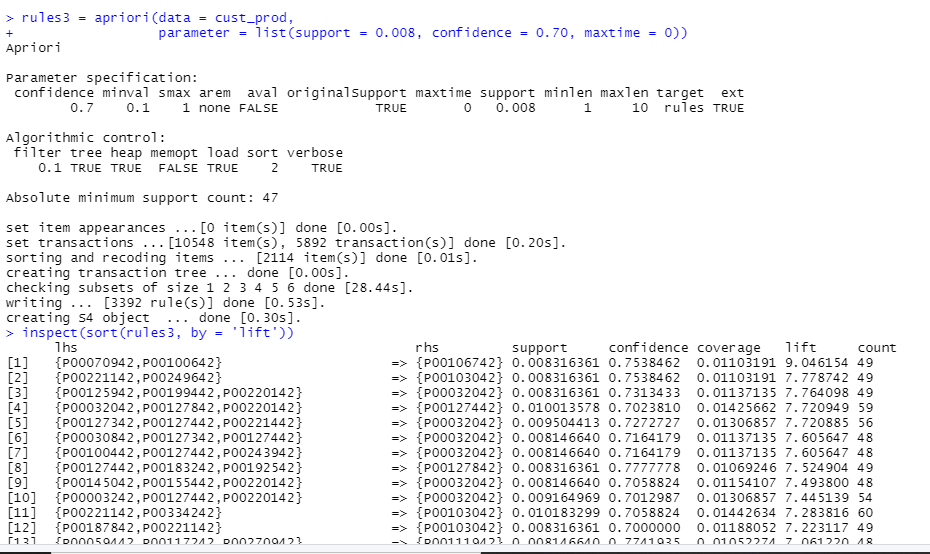 > rules3 = apriori(data = cust_prod,
+                  parameter = list(support = 0.008, confidence = 0.70, maxtime = 0))
Apriori
Parameter specification:
 confidence minval smax arem  aval originalSupport maxtime support minlen maxlen target  ext
        0.7    0.1    1 none FALSE            TRUE       0   0.008      1     10  rules TRUE
Algorithmic control:
 filter tree heap memopt load sort verbose
    0.1 TRUE TRUE  FALSE TRUE    2    TRUE
Absolute minimum support count: 47
set item appearances ...[0 item(s)] done [0.00s].
set transactions ...[10548 item(s), 5892 transaction(s)] done [0.20s].
sorting and recoding items ... [2114 item(s)] done [0.01s].
creating transaction tree ... done [0.00s].
checking subsets of size 1 2 3 4 5 6 done [28.44s].
writing ... [3392 rule(s)] done [0.53s].
creating S4 object  ... done [0.30s].
> inspect(sort(rules3, by = 'lift'))
       lhs                                            rhs         support     confidence coverage   lift     count
[1]    {P00070942,P00100642}                       => {P00106742} 0.008316361 0.7538462  0.01103191 9.046154 49
[2]    {P00221142,P00249642}                       => {P00103042} 0.008316361 0.7538462  0.01103191 7.778742 49
[3]    {P00125942,P00199442,P00220142}             => {P00032042} 0.008316361 0.7313433  0.01137135 7.764098 49
[4]    {P00032042,P00127842,P00220142}             => {P00127442} 0.010013578 0.7023810  0.01425662 7.720949 59
[5]    {P00127342,P00127442,P00221442}             => {P00032042} 0.009504413 0.7272727  0.01306857 7.720885 56
[6]    {P00030842,P00127342,P00127442}             => {P00032042} 0.008146640 0.7164179  0.01137135 7.605647 48
[7]    {P00100442,P00127442,P00243942}             => {P00032042} 0.008146640 0.7164179  0.01137135 7.605647 48
[8]    {P00127442,P00183242,P00192542}             => {P00127842} 0.008316361 0.7777778  0.01069246 7.524904 49
[9]    {P00145042,P00155442,P00220142}             => {P00032042} 0.008146640 0.7058824  0.01154107 7.493800 48
[10]   {P00003242,P00127442,P00220142}             => {P00032042} 0.009164969 0.7012987  0.01306857 7.445139 54
[11]   {P00221142,P00334242}                       => {P00103042} 0.010183299 0.7058824  0.01442634 7.283816 60
[12]   {P00187842,P00221142}                       => {P00103042} 0.008316361 0.7000000  0.01188052 7.223117 49
[13]   {P00059442,P00117242,P00270942}             => {P00111942} 0.008146640 0.7741935  0.01052274 7.061220 48